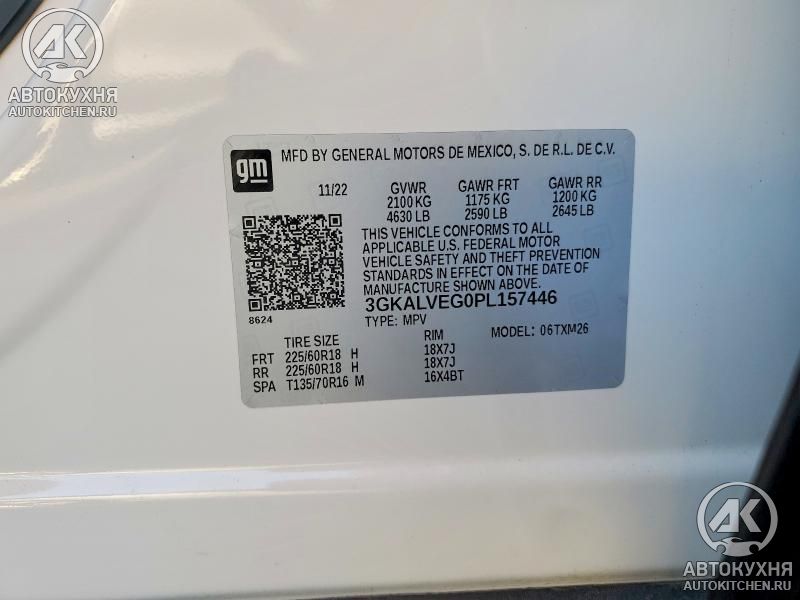 AK
АВТОКУХНЯ
AUTOKITCHEN.RU
gm
MFD BY GENERAL MOTORS DE MEXICO, S. DE R.L. DE C.V.
11/22 GVWR GAWR FRT GAWR RR
2100 KG 1175 KG 1200 KG
4630 LB 2590 LB 2645 LB
THIS VEHICLE CONFORMS TO ALL
APPLICABLE U.S. FEDERAL MOTOR
VEHICLE SAFETY AND THEFT PREVENTION
STANDARDS IN EFFECT ON THE DATE OF
MANUFACTURE SHOWN ABOVE.
3GKALVEG0PL157446
8624
TYPE: MPV MODEL: 06TXM26
TIRE SIZE RIM
FRT 225/60R18 H 18X7J
RR 225/60R18 H 18X7J
SPA T135/70R16 M 16X4BT
AK
АВТОКУХНЯ
AUTOKITCHEN.RU